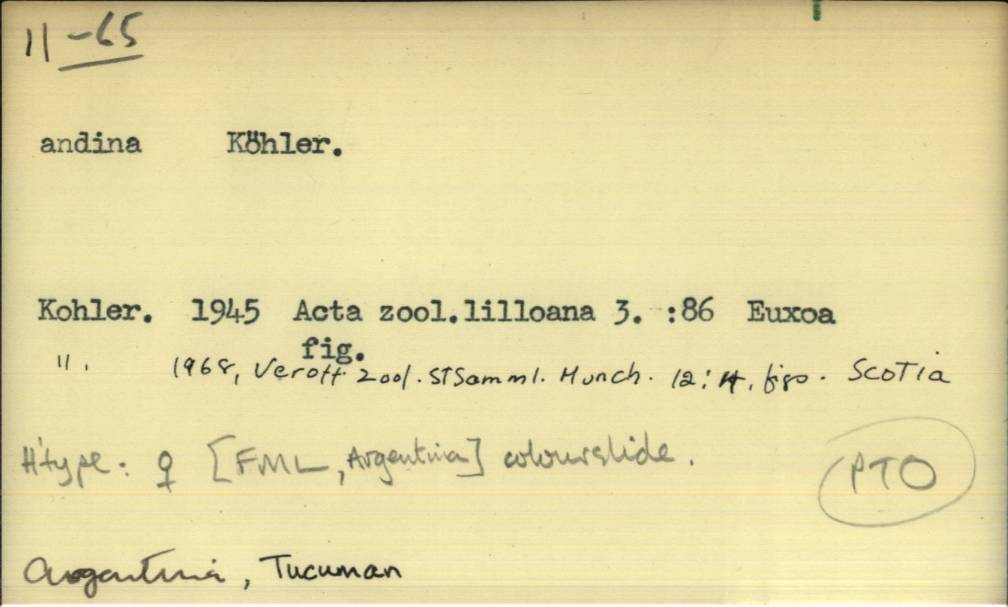 11-65
andina Köhler.
Kohler. 1945 Acta zool.lilloana 3. :86 Euxoa
fig.
". 1968, Veroff. Zool. StSamml. Munch. 12: figs. Scotia
H'type: ♀ [FML, Argentina] colourslide.
PTO
Argentina, Tucuman